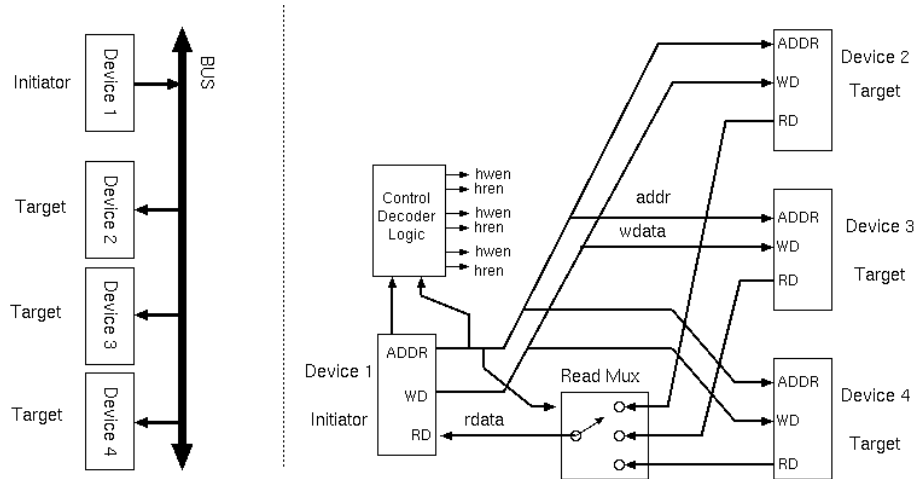 Initiator
Device 1
BUS
Target
Device 2
Target
Device 3
Target
Device 4
Control
Decoder
Logic
hwen
hren
hwen
hren
hwen
hren
addr
wdata
ADDR
WD
RD
Device 2
Target
ADDR
WD
RD
Device 3
Target
Device 1
Initiator
ADDR
WD
RD
rdata
Read Mux
ADDR
WD
RD
Device 4
Target